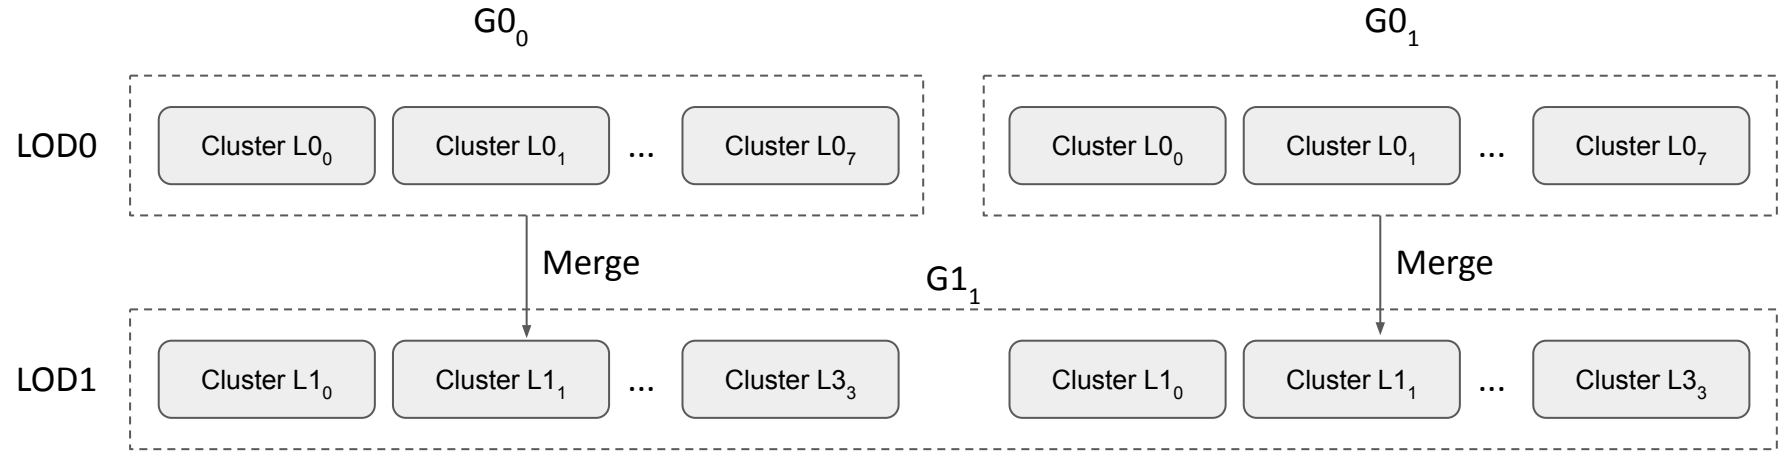 G0₀ G0₁
LOD0 Cluster L0₀ Cluster L0₁ ... Cluster L0₇ Cluster L0₀ Cluster L0₁ ... Cluster L0₇
Merge Merge
G1₁
LOD1 Cluster L1₀ Cluster L1₁ ... Cluster L3₃ Cluster L1₀ Cluster L1₁ ... Cluster L3₃